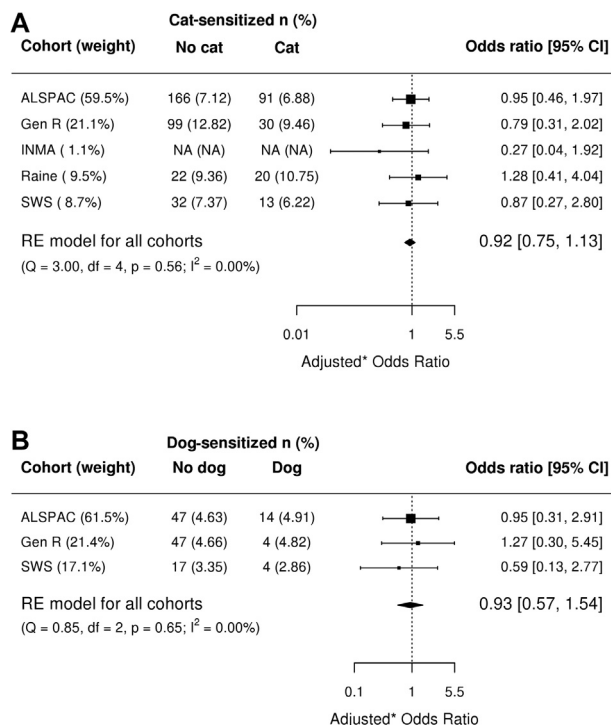 A
Cat-sensitized n (%)
Cohort (weight) No cat Cat Odds ratio [95% CI]
ALSPAC (59.5%) 166 (7.12) 91 (6.88) 0.95 [0.46, 1.97]
Gen R (21.1%) 99 (12.82) 30 (9.46) 0.79 [0.31, 2.02]
INMA ( 1.1%) NA (NA) NA (NA) 0.27 [0.04, 1.92]
Raine ( 9.5%) 22 (9.36) 20 (10.75) 1.28 [0.41, 4.04]
SWS ( 8.7%) 32 (7.37) 13 (6.22) 0.87 [0.27, 2.80]
RE model for all cohorts 0.92 [0.75, 1.13]
(Q = 3.00, df = 4, p = 0.56; I² = 0.00%)
0.01 1 5.5
Adjusted* Odds Ratio
B
Dog-sensitized n (%)
Cohort (weight) No dog Dog Odds ratio [95% CI]
ALSPAC (61.5%) 47 (4.63) 14 (4.91) 0.95 [0.31, 2.91]
Gen R (21.4%) 47 (4.66) 4 (4.82) 1.27 [0.30, 5.45]
SWS (17.1%) 17 (3.35) 4 (2.86) 0.59 [0.13, 2.77]
RE model for all cohorts 0.93 [0.57, 1.54]
(Q = 0.85, df = 2, p = 0.65; I² = 0.00%)
0.1 1 5.5
Adjusted* Odds Ratio